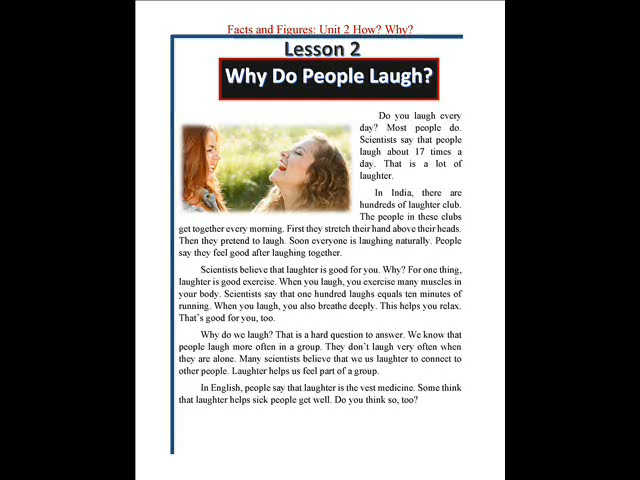 Facts and Figures: Unit 2 How? Why?
Lesson 2
Why Do People Laugh?
Do you laugh every
day? Most people do.
Scientists say that people
laugh about 17 times a
day. That is a lot of
laughter.
In India, there are
hundreds of laughter club.
The people in these clubs
get together every morning. First they stretch their hand above their heads.
Then they pretend to laugh. Soon everyone is laughing naturally. People
say they feel good after laughing together.
Scientists believe that laughter is good for you. Why? For one thing,
laughter is good exercise. When you laugh, you exercise many muscles in
your body. Scientists say that one hundred laughs equals ten minutes of
running. When you laugh, you also breathe deeply. This helps you relax.
That's good for you, too.
Why do we laugh? That is a hard question to answer. We know that
people laugh more often in a group. They don't laugh very often when
they are alone. Many scientists believe that we us laughter to connect to
other people. Laughter helps us feel part of a group.
In English, people say that laughter is the vest medicine. Some think
that laughter helps sick people get well. Do you think so, too?